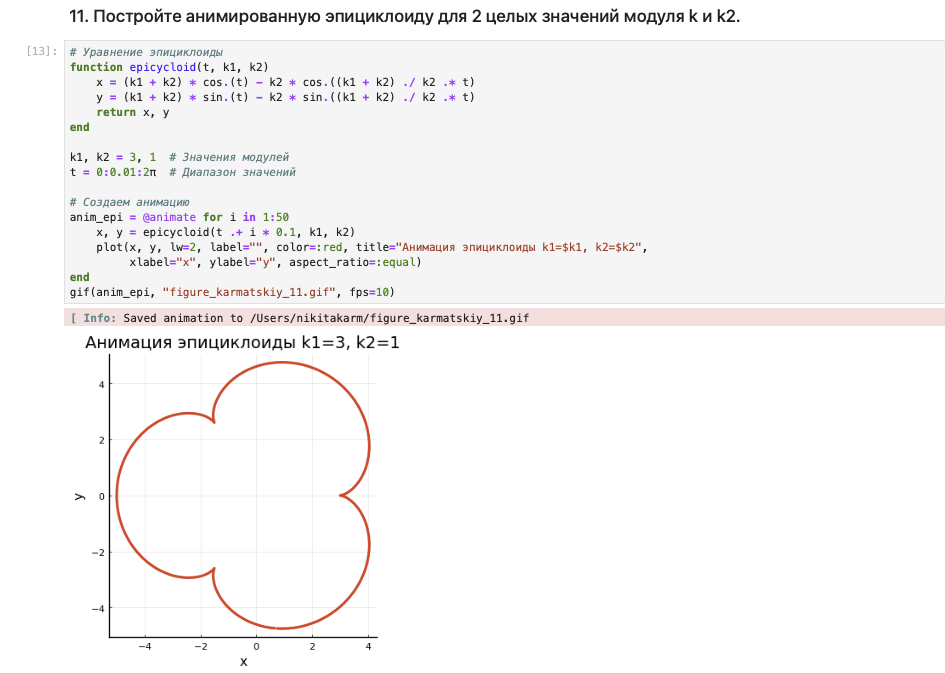 11. Постройте анимированную эпициклоиду для 2 целых значений модуля k и k2.
[13]:
# Уравнение эпициклоиды
function epicycloid(t, k1, k2)
    x = (k1 + k2) * cos.(t) - k2 * cos.((k1 + k2) ./ k2 .* t)
    y = (k1 + k2) * sin.(t) - k2 * sin.((k1 + k2) ./ k2 .* t)
    return x, y
end

k1, k2 = 3, 1  # Значения модулей
t = 0:0.01:2π  # Диапазон значений

# Создаем анимацию
anim_epi = @animate for i in 1:50
    x, y = epicycloid(t .+ i * 0.1, k1, k2)
    plot(x, y, lw=2, label="", color=:red, title="Анимация эпициклоиды k1=$k1, k2=$k2",
         xlabel="x", ylabel="y", aspect_ratio=:equal)
end
gif(anim_epi, "figure_karmatskiy_11.gif", fps=10)
[ Info: Saved animation to /Users/nikitakarm/figure_karmatskiy_11.gif
Анимация эпициклоиды k1=3, k2=1
4
2
0
−2
−4
y
−4 −2 0 2 4
x